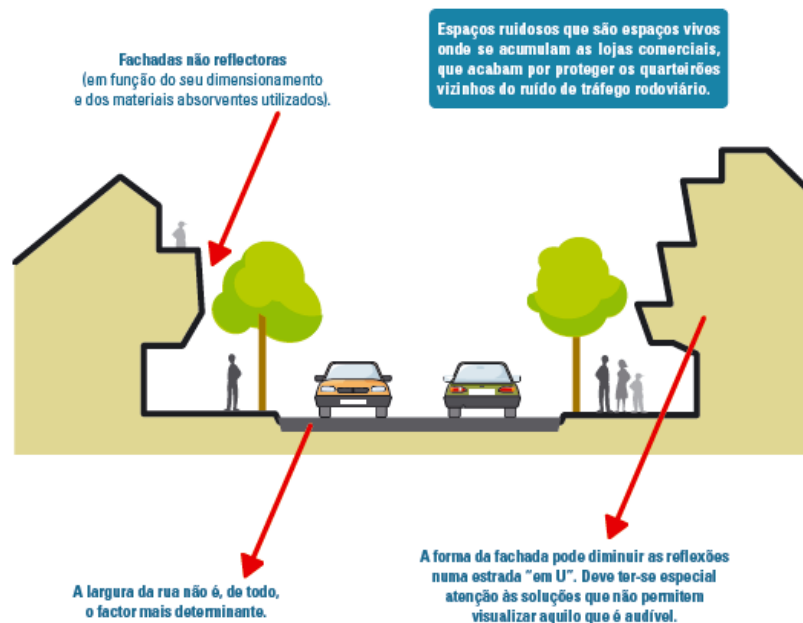 Fachadas não reflectoras
(em função do seu dimensionamento
e dos materiais absorventes utilizados).
Espaços ruidosos que são espaços vivos
onde se acumulam as lojas comerciais,
que acabam por proteger os quarteirões
vizinhos do ruído de tráfego rodoviário.
A largura da rua não é, de todo,
o factor mais determinante.
A forma da fachada pode diminuir as reflexões
numa estrada "em U". Deve ter-se especial
atenção às soluções que não permitem
visualizar aquilo que é audível.